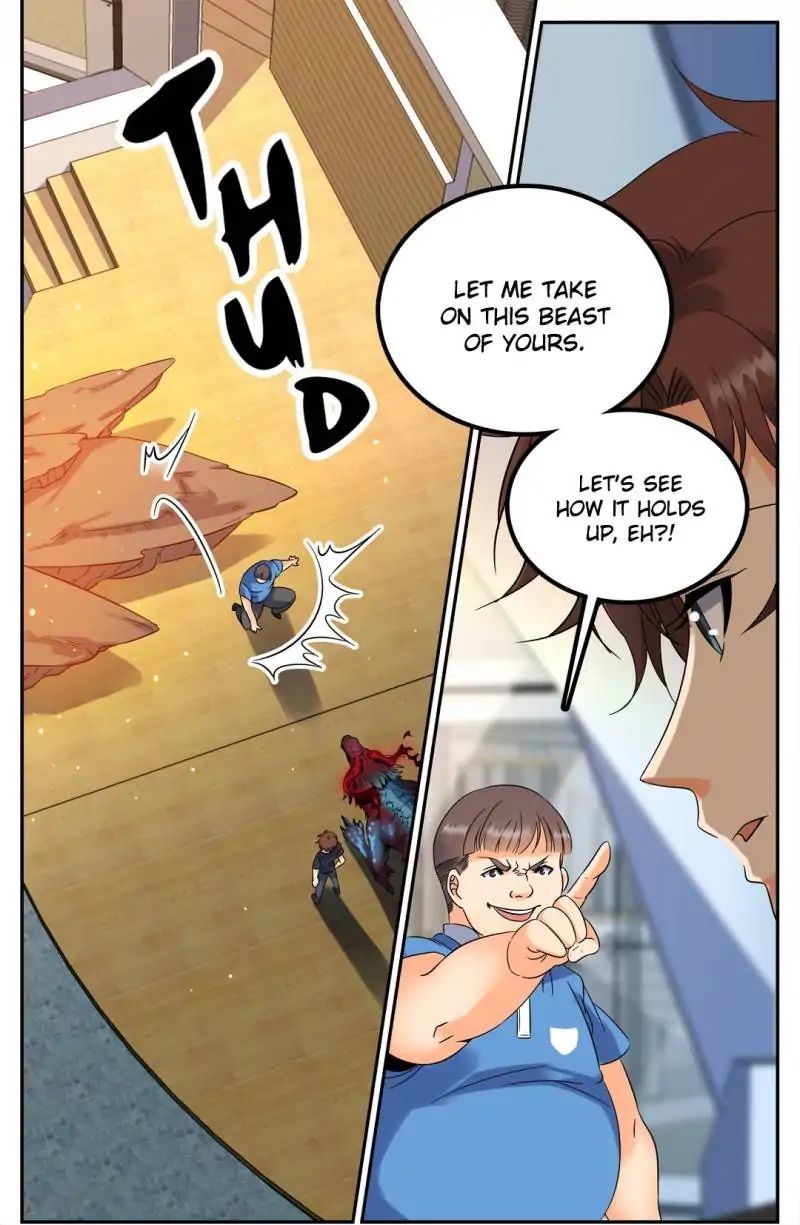 THUD
LET ME TAKE
ON THIS BEAST
OF YOURS.
LET'S SEE
HOW IT HOLDS
UP, EH?!